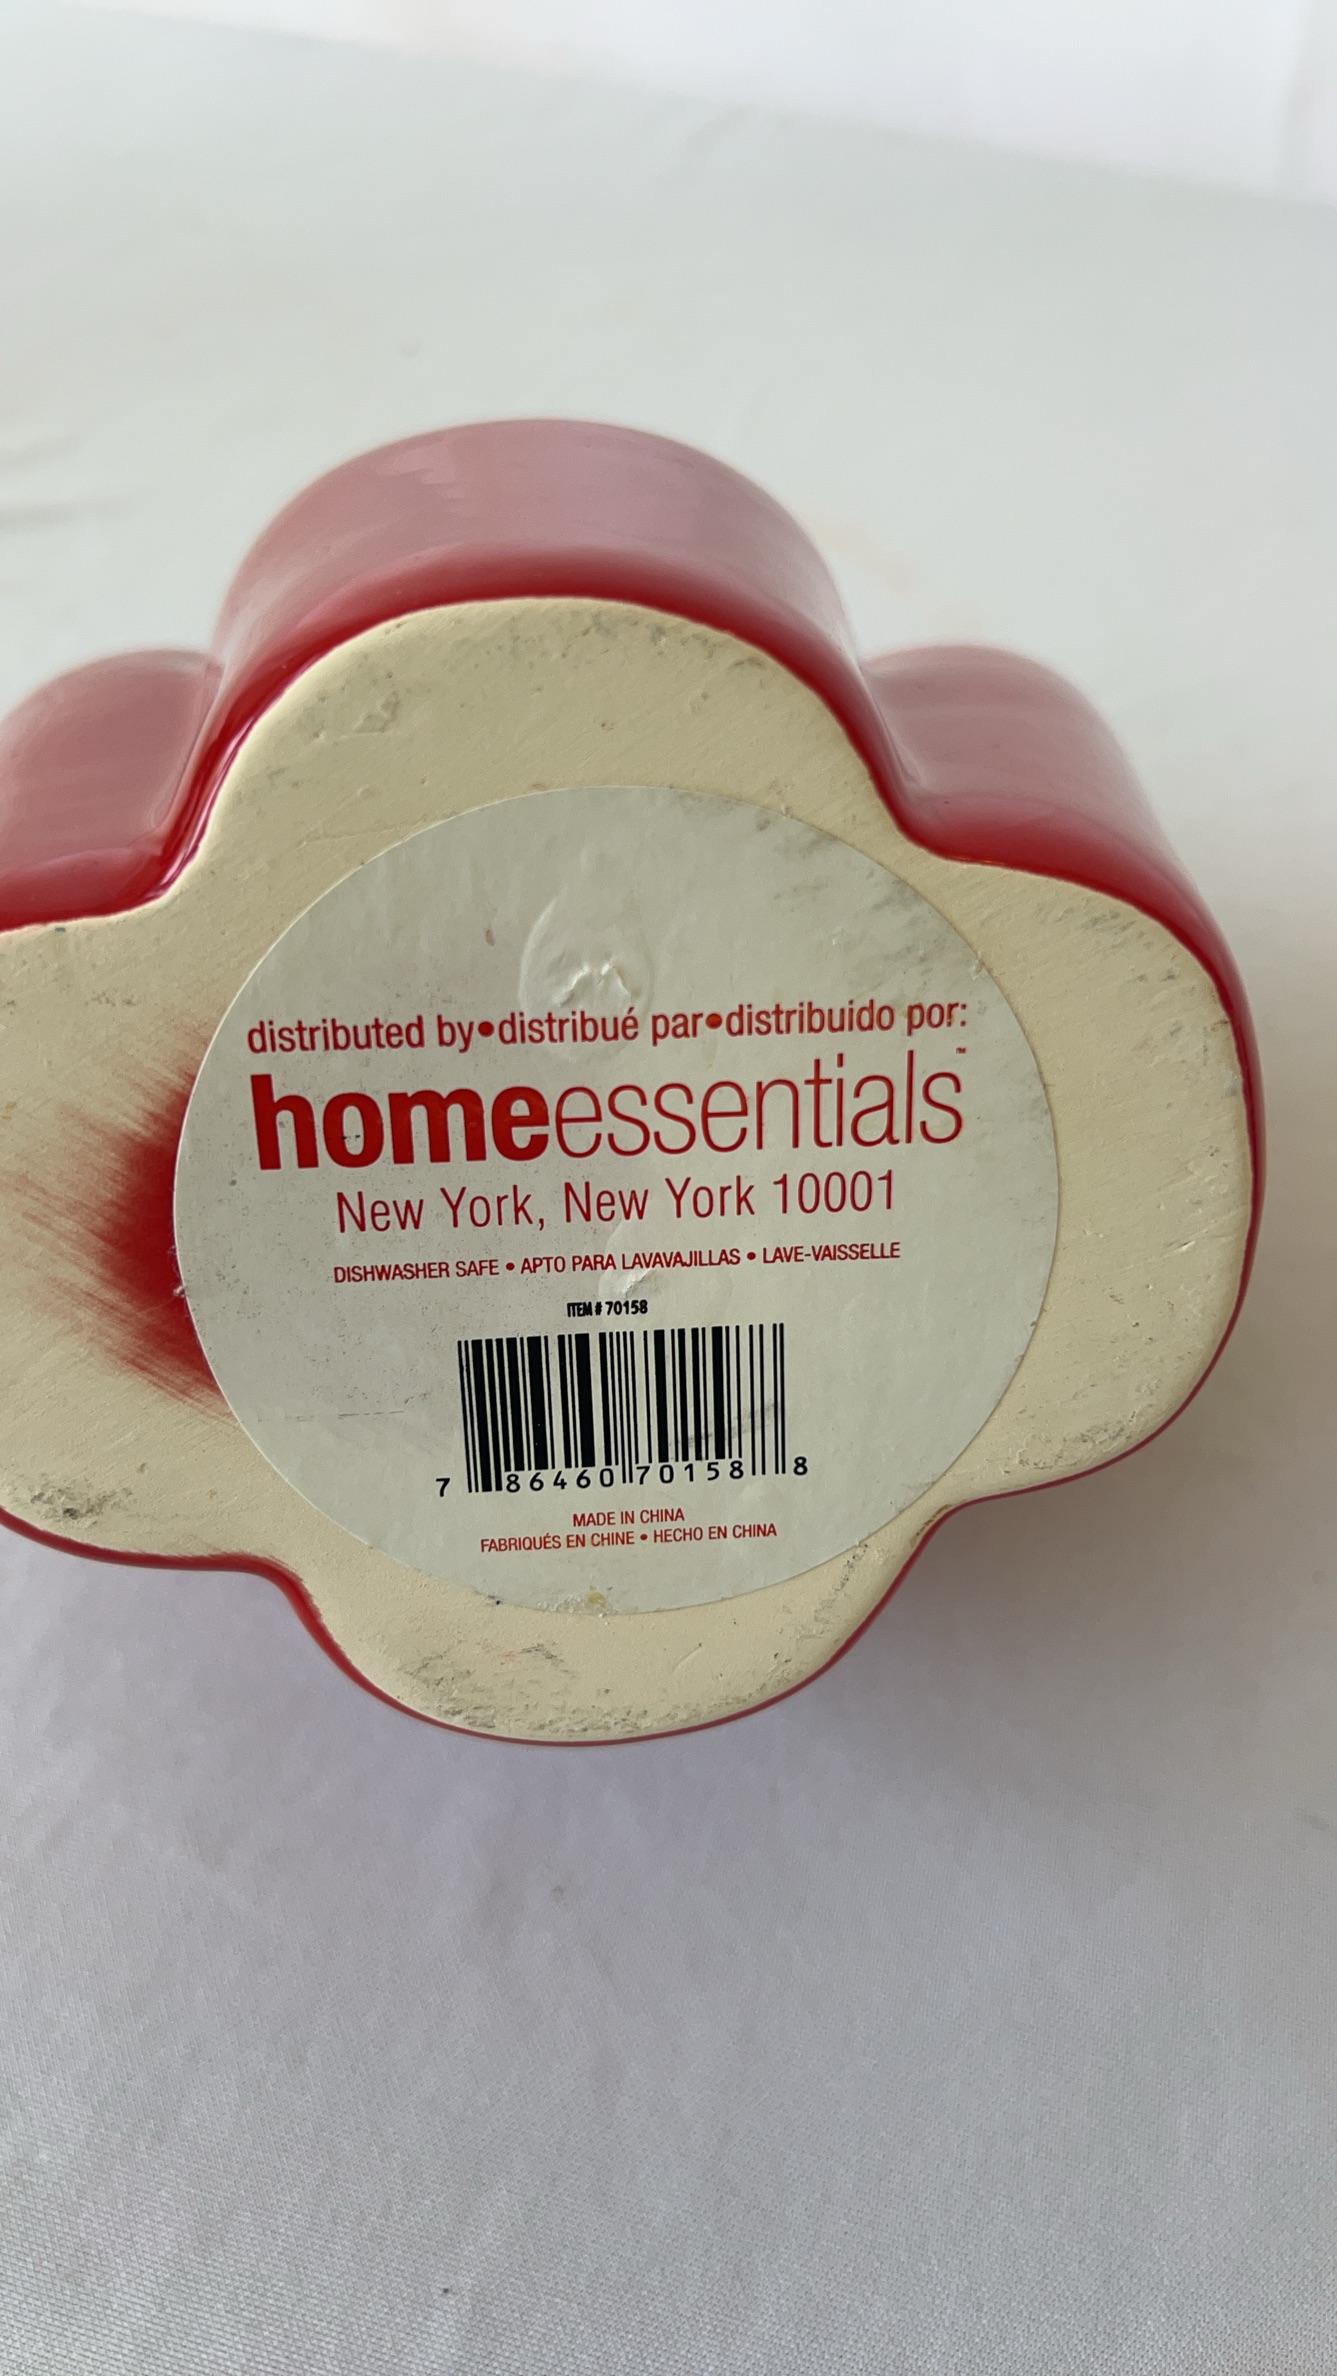 distributed by•distribué par•distribuido por:
homeessentials™
New York, New York 10001
DISHWASHER SAFE • APTO PARA LAVAVAJILLAS • LAVE-VAISSELLE
ITEM # 70158
7 86460 70158 8
MADE IN CHINA
FABRIQUÉS EN CHINE • HECHO EN CHINA